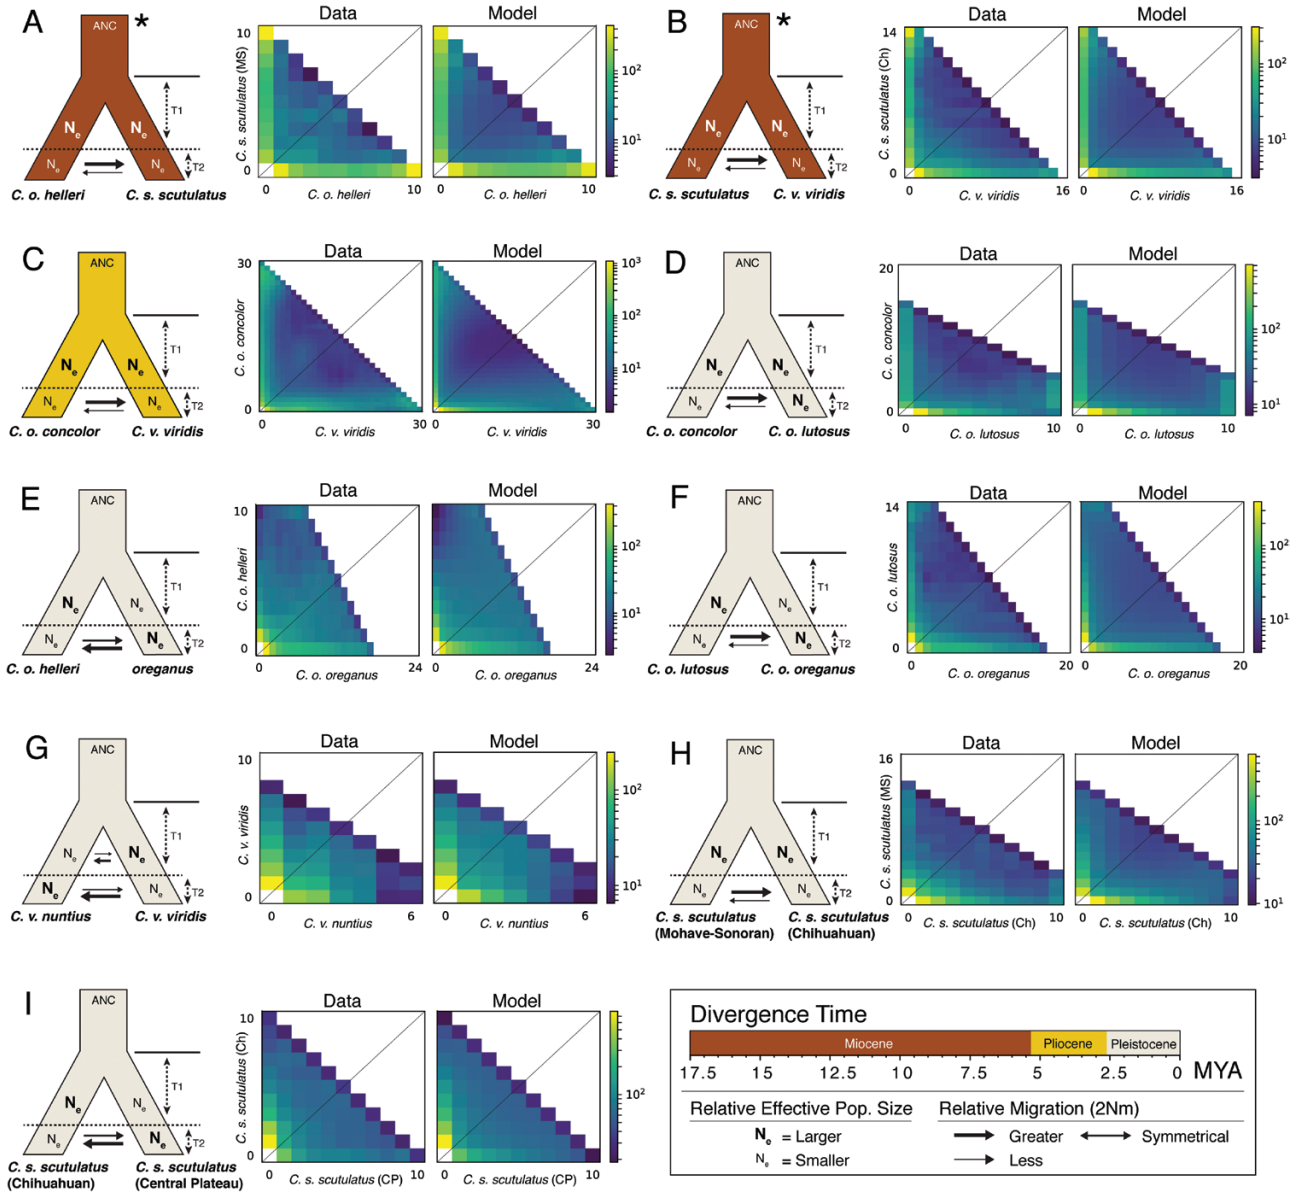 A
ANC
*
Data
Model
10
C. s. scutulatus (MS)
0
0
C. o. helleri
10
0
C. o. helleri
10
10²
10¹
Ne
Ne
T1
Ne
Ne
T2
C. o. helleri
C. s. scutulatus
B
ANC
*
Data
Model
14
C. s. scutulatus (Ch)
0
0
C. v. viridis
16
0
C. v. viridis
16
10²
10¹
Ne
Ne
T1
Ne
Ne
T2
C. s. scutulatus
C. v. viridis
C
ANC
Data
Model
30
C. o. concolor
0
0
C. v. viridis
30
0
C. v. viridis
30
10³
10²
10¹
Ne
Ne
T1
Ne
Ne
T2
C. o. concolor
C. v. viridis
D
ANC
Data
Model
20
C. o. concolor
0
0
C. o. lutosus
10
0
C. o. lutosus
10
10²
10¹
Ne
Ne
T1
Ne
Ne
T2
C. o. concolor
C. o. lutosus
E
ANC
Data
Model
10
C. o. helleri
0
0
C. o. oreganus
24
0
C. o. oreganus
24
10²
10¹
Ne
Ne
T1
Ne
Ne
T2
C. o. helleri
oreganus
F
ANC
Data
Model
14
C. o. lutosus
0
0
C. o. oreganus
20
0
C. o. oreganus
20
10²
10¹
Ne
Ne
T1
Ne
Ne
T2
C. o. lutosus
C. o. oreganus
G
ANC
Data
Model
10
C. v. viridis
0
0
C. v. nuntius
6
0
C. v. nuntius
6
10²
10¹
Ne
Ne
T1
Ne
Ne
T2
C. v. nuntius
C. v. viridis
H
ANC
Data
Model
16
C. s. scutulatus (MS)
0
0
C. s. scutulatus (Ch)
10
0
C. s. scutulatus (Ch)
10
10²
10¹
Ne
Ne
T1
Ne
Ne
T2
C. s. scutulatus
(Mohave-Sonoran)
C. s. scutulatus
(Chihuahuan)
I
ANC
Data
Model
10
C. s. scutulatus (Ch)
0
0
C. s. scutulatus (CP)
10
0
C. s. scutulatus (CP)
10
10²
Ne
Ne
T1
Ne
Ne
T2
C. s. scutulatus
(Chihuahuan)
C. s. scutulatus
(Central Plateau)
Divergence Time
Miocene
Pliocene
Pleistocene
17.5 15 12.5 10 7.5 5 2.5 0 MYA
Relative Effective Pop. Size
Ne = Larger
Ne = Smaller
Relative Migration (2Nm)
Greater
Symmetrical
Less